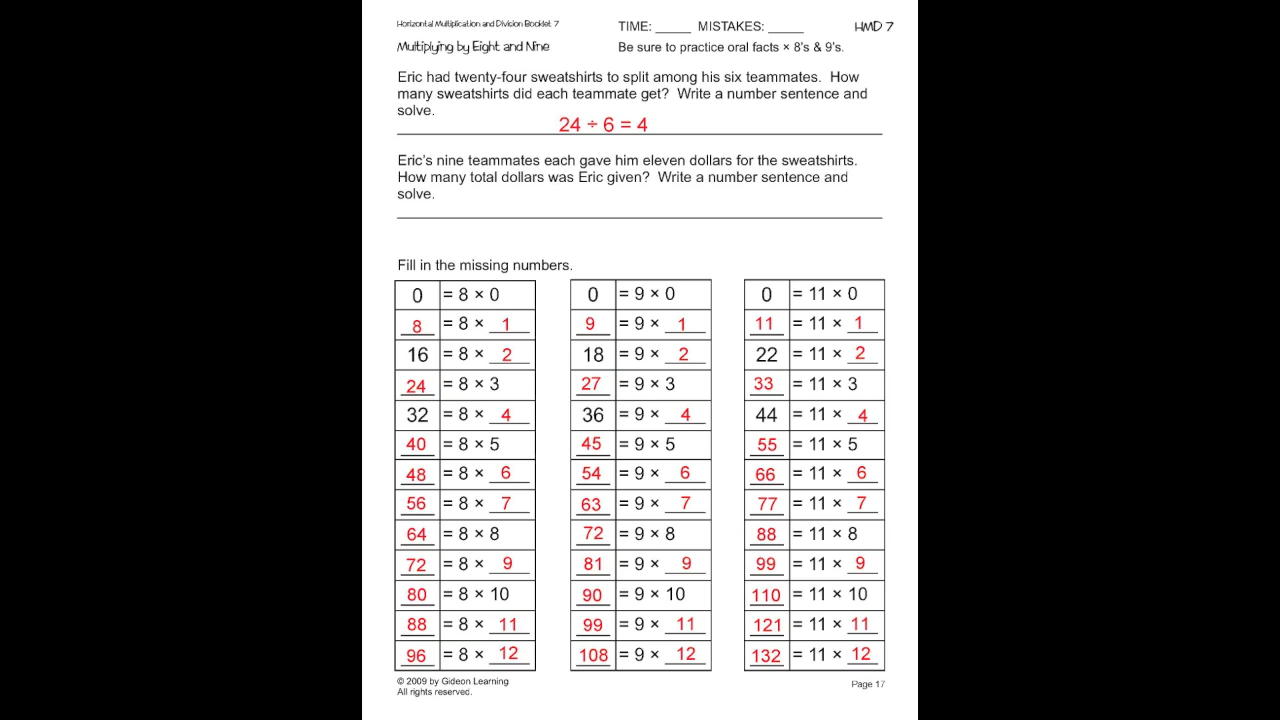 Horizontal Multiplication and Division Booklet 7
TIME: _____ MISTAKES: _____
HMD 7
Multiplying by Eight and Nine
Be sure to practice oral facts × 8's & 9's.
Eric had twenty-four sweatshirts to split among his six teammates. How
many sweatshirts did each teammate get? Write a number sentence and
solve.
24 ÷ 6 = 4
Eric's nine teammates each gave him eleven dollars for the sweatshirts.
How many total dollars was Eric given? Write a number sentence and
solve.
Fill in the missing numbers.
0 = 8 × 0
8 = 8 × 1
16 = 8 × 2
24 = 8 × 3
32 = 8 × 4
40 = 8 × 5
48 = 8 × 6
56 = 8 × 7
64 = 8 × 8
72 = 8 × 9
80 = 8 × 10
88 = 8 × 11
96 = 8 × 12
0 = 9 × 0
9 = 9 × 1
18 = 9 × 2
27 = 9 × 3
36 = 9 × 4
45 = 9 × 5
54 = 9 × 6
63 = 9 × 7
72 = 9 × 8
81 = 9 × 9
90 = 9 × 10
99 = 9 × 11
108 = 9 × 12
0 = 11 × 0
11 = 11 × 1
22 = 11 × 2
33 = 11 × 3
44 = 11 × 4
55 = 11 × 5
66 = 11 × 6
77 = 11 × 7
88 = 11 × 8
99 = 11 × 9
110 = 11 × 10
121 = 11 × 11
132 = 11 × 12
© 2009 by Gideon Learning
All rights reserved.
Page 17